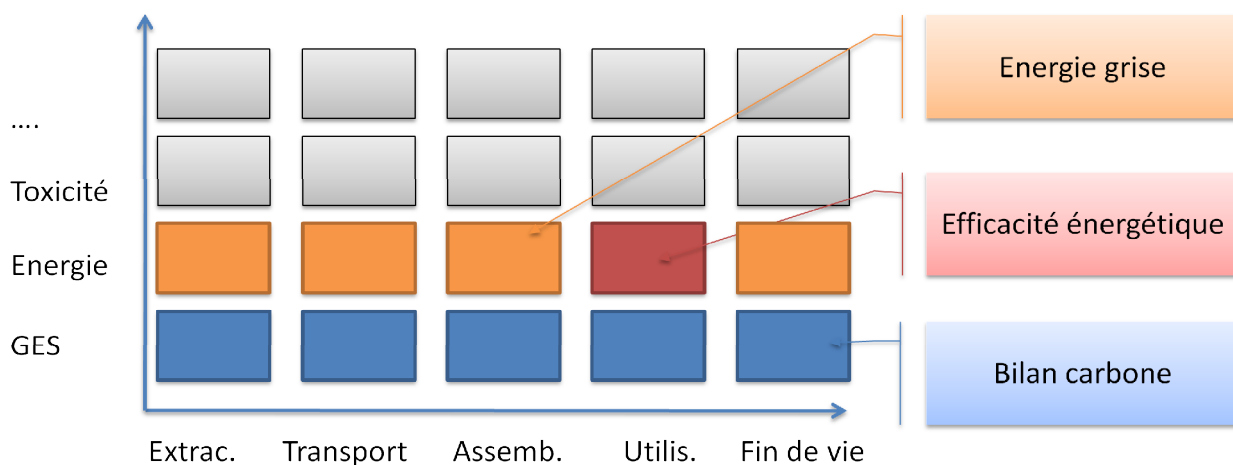 Energie grise
....
Toxicité
Efficacité énergétique
Energie
GES
Bilan carbone
Extrac.
Transport
Assemb.
Utilis.
Fin de vie